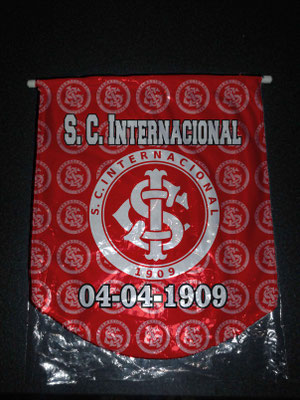 S. C. INTERNACIONAL
S.C. INTERNACIONAL
SCI
1909
04-04-1909